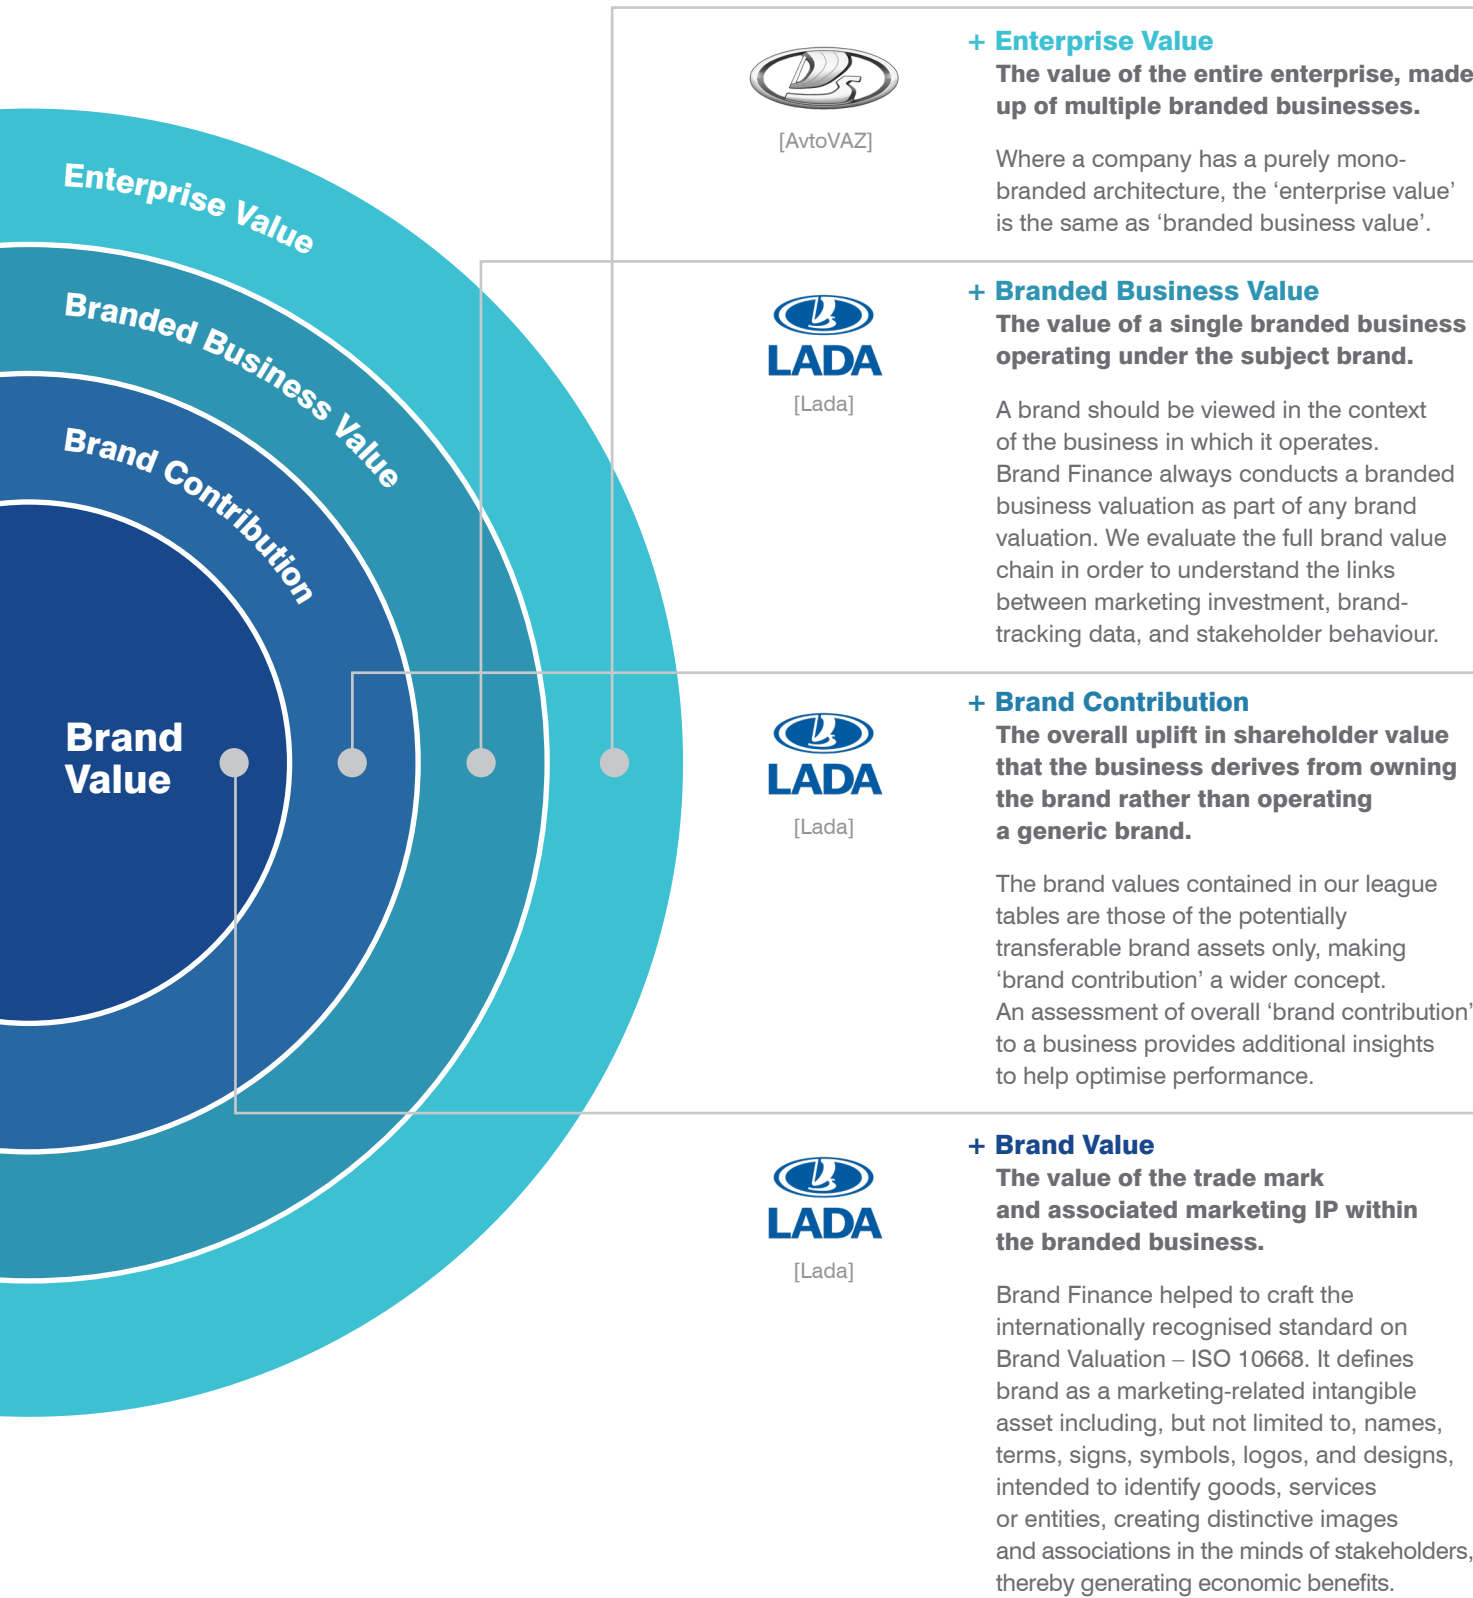 Enterprise Value
Branded Business Value
Brand Contribution
Brand
Value
[AvtoVAZ]
+ Enterprise Value
The value of the entire enterprise, made
up of multiple branded businesses.
Where a company has a purely mono-
branded architecture, the ‘enterprise value’
is the same as ‘branded business value’.
LADA
[Lada]
+ Branded Business Value
The value of a single branded business
operating under the subject brand.
A brand should be viewed in the context
of the business in which it operates.
Brand Finance always conducts a branded
business valuation as part of any brand
valuation. We evaluate the full brand value
chain in order to understand the links
between marketing investment, brand-
tracking data, and stakeholder behaviour.
LADA
[Lada]
+ Brand Contribution
The overall uplift in shareholder value
that the business derives from owning
the brand rather than operating
a generic brand.
The brand values contained in our league
tables are those of the potentially
transferable brand assets only, making
‘brand contribution’ a wider concept.
An assessment of overall ‘brand contribution’
to a business provides additional insights
to help optimise performance.
LADA
[Lada]
+ Brand Value
The value of the trade mark
and associated marketing IP within
the branded business.
Brand Finance helped to craft the
internationally recognised standard on
Brand Valuation – ISO 10668. It defines
brand as a marketing-related intangible
asset including, but not limited to, names,
terms, signs, symbols, logos, and designs,
intended to identify goods, services
or entities, creating distinctive images
and associations in the minds of stakeholders,
thereby generating economic benefits.